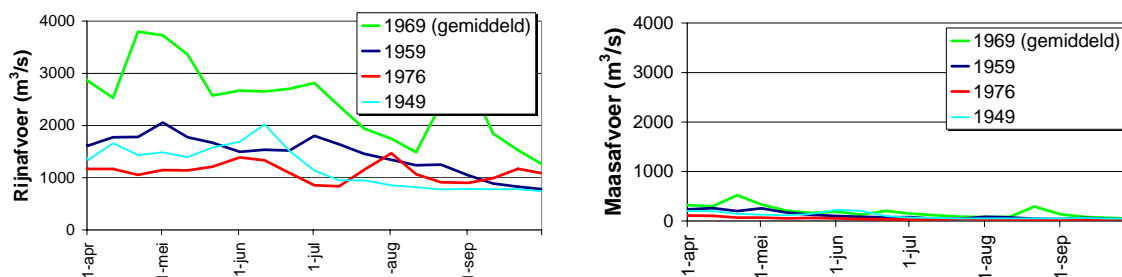 Rijnafvoer (m³/s)
4000
3000
2000
1000
0
1969 (gemiddeld)
1959
1976
1949
1-apr
1-mei
1-jun
1-jul
1-aug
1-sep
Maasafvoer (m³/s)
4000
3000
2000
1000
0
1969 (gemiddeld)
1959
1976
1949
1-apr
1-mei
1-jun
1-jul
1-aug
1-sep